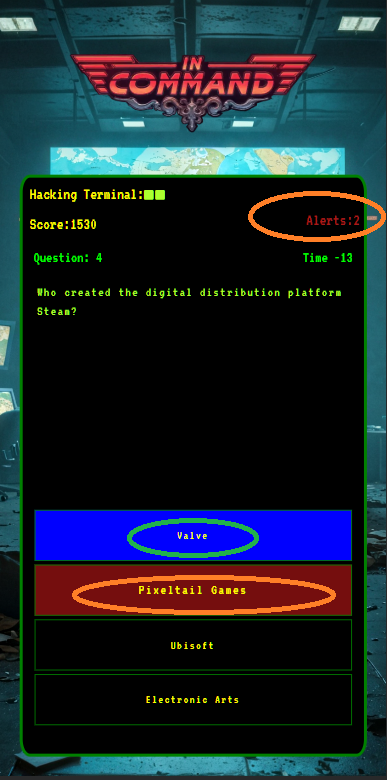 IN
COMMAND
Hacking Terminal:
Score:1530
Alerts:2
Question: 4
Time -13
Who created the digital distribution platform
Steam?
Valve
Pixeltail Games
Ubisoft
Electronic Arts